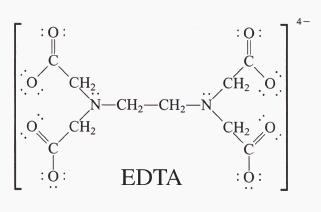 :O: :O: 4−
C C
O CH₂ CH₂ O
N—CH₂—CH₂—N
O CH₂ CH₂ O
C C
:O: :O:
EDTA